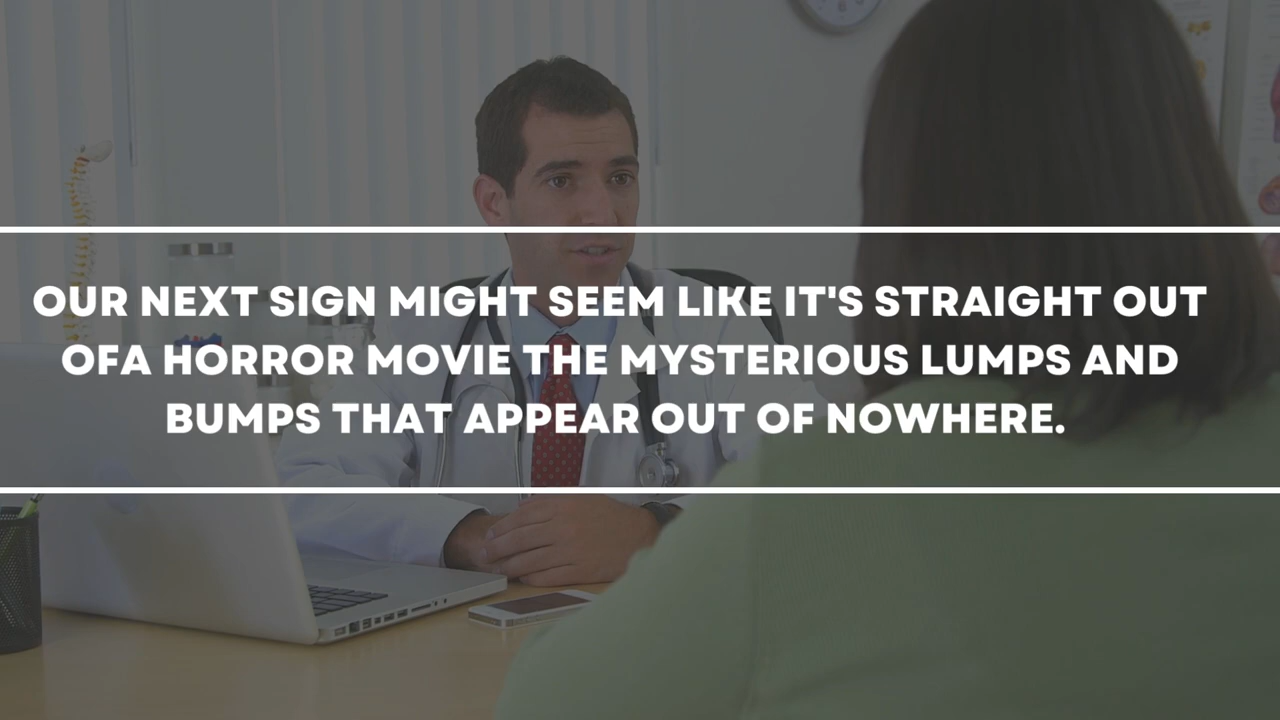 OUR NEXT SIGN MIGHT SEEM LIKE IT'S STRAIGHT OUT
OFA HORROR MOVIE THE MYSTERIOUS LUMPS AND
BUMPS THAT APPEAR OUT OF NOWHERE.